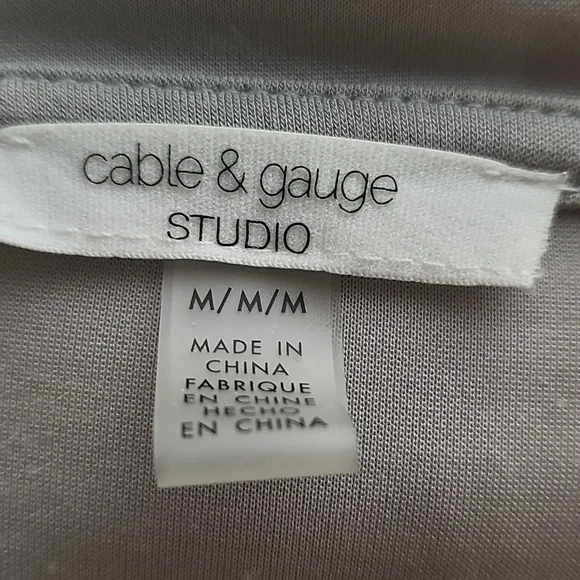 cable & gauge
STUDIO
M/M/M
MADE IN
CHINA
FABRIQUE
EN CHINE
HECHO
EN CHINA